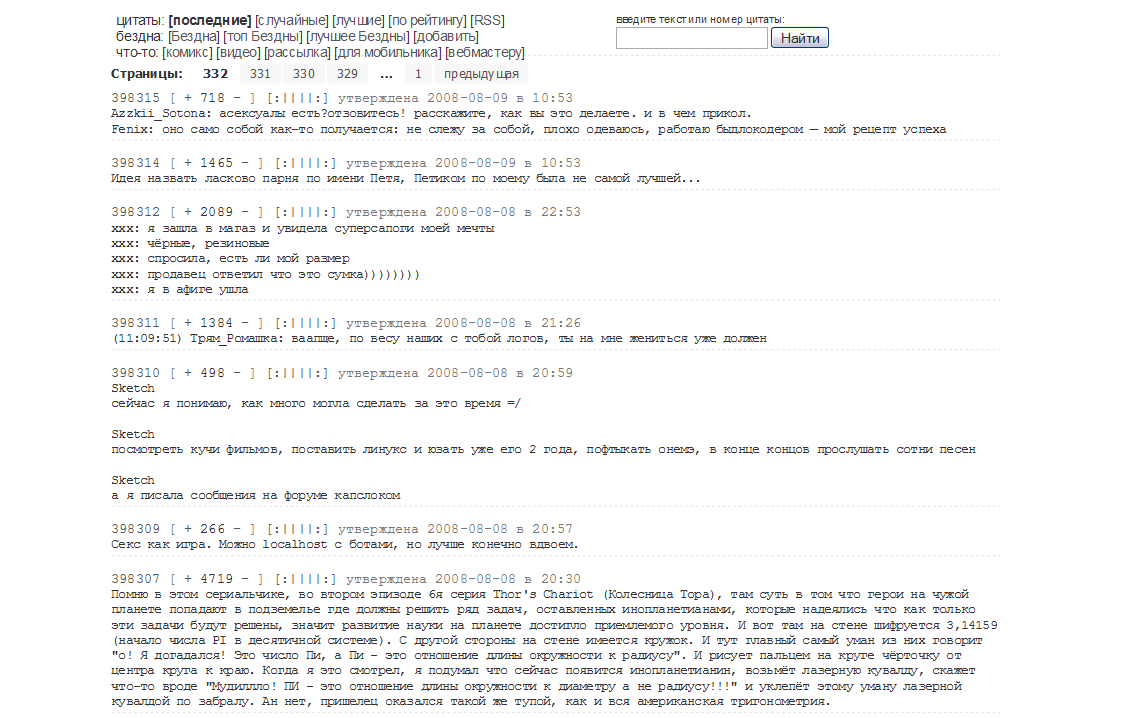 цитаты: [последние] [случайные] [лучшие] [по рейтингу] [RSS]
бездна: [Бездна] [топ Бездны] [лучшее Бездны] [добавить]
что-то: [комикс] [видео] [рассылка] [для мобильника] [вебмастеру]
введите текст или номер цитаты:
Найти
Страницы: 332 331 330 329 ... 1 предыдущая
398315 [ + 718 - ] [:||||:] утверждена 2008-08-09 в 10:53
Azzkii_Sotona: асексуалы есть?отзовитесь! расскажите, как вы это делаете. и в чем прикол.
Fenix: оно само собой как-то получается: не слежу за собой, плохо одеваюсь, работаю быдлокодером — мой рецепт успеха
398314 [ + 1465 - ] [:||||:] утверждена 2008-08-09 в 10:53
Идея назвать ласково парня по имени Петя, Петиком по моему была не самой лучшей...
398312 [ + 2089 - ] [:||||:] утверждена 2008-08-08 в 22:53
xxx: я зашла в магаз и увидела суперсапоги моей мечты
xxx: чёрные, резиновые
xxx: спросила, есть ли мой размер
xxx: продавец ответил что это сумка))))))))
xxx: я в афиге ушла
398311 [ + 1384 - ] [:||||:] утверждена 2008-08-08 в 21:26
(11:09:51) Трям_Ромашка: ваапще, по весу наших с тобой логов, ты на мне жениться уже должен
398310 [ + 498 - ] [:||||:] утверждена 2008-08-08 в 20:59
Sketch
сейчас я понимаю, как много могла сделать за это время =/
Sketch
посмотреть кучи фильмов, поставить линукс и юзать уже его 2 года, пофтыкать онемэ, в конце концов прослушать сотни песен
Sketch
а я писала сообщения на форуме капслоком
398309 [ + 266 - ] [:||||:] утверждена 2008-08-08 в 20:57
Секс как игра. Можно localhost с ботами, но лучше конечно вдвоем.
398307 [ + 4719 - ] [:||||:] утверждена 2008-08-08 в 20:30
Помню в этом сериальчике, во втором эпизоде 6я серия Thor's Chariot (Колесница Тора), там суть в том что герои на чужой
планете попадают в подземелье где должны решить ряд задач, оставленных инопланетианами, которые надеялись что как только
эти задачи будут решены, значит развитие науки на планете достигло приемлемого уровня. И вот там на стене шифруется 3,14159
(начало числа PI в десятичной системе). С другой стороны на стене имеется кружок. И тут главный самый уман из них говорит
"о! Я догадался! Это число Пи, а Пи - это отношение длины окружности к радиусу". И рисует пальцем на круге чёрточку от
центра круга к краю. Когда я это смотрел, я подумал что сейчас появится инопланетианин, возьмёт лазерную кувалду, скажет
что-то вроде "Мудиллло! ПИ - это отношение длины окружности к диаметру а не радиусу!!!" и уклепёт этому уману лазерной
кувалдой по забралу. Ан нет, пришелец оказался такой же тупой, как и вся американская тригонометрия.